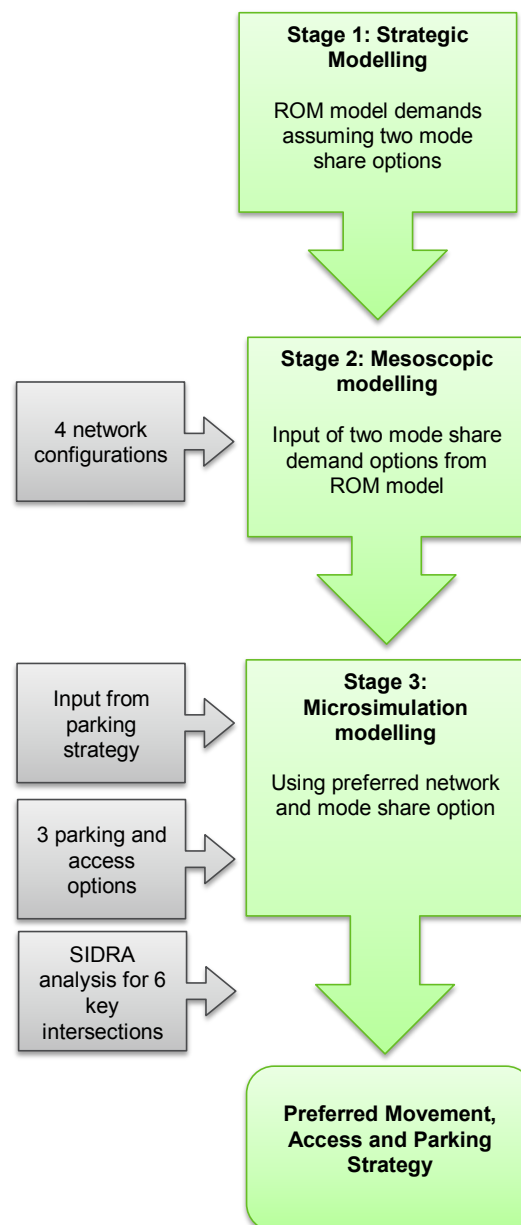 Stage 1: Strategic
Modelling
ROM model demands
assuming two mode
share options
Stage 2: Mesoscopic
modelling
Input of two mode share
demand options from
ROM model
4 network
configurations
Stage 3:
Microsimulation
modelling
Using preferred network
and mode share option
Input from
parking
strategy
3 parking and
access
options
SIDRA
analysis for 6
key
intersections
Preferred Movement,
Access and Parking
Strategy